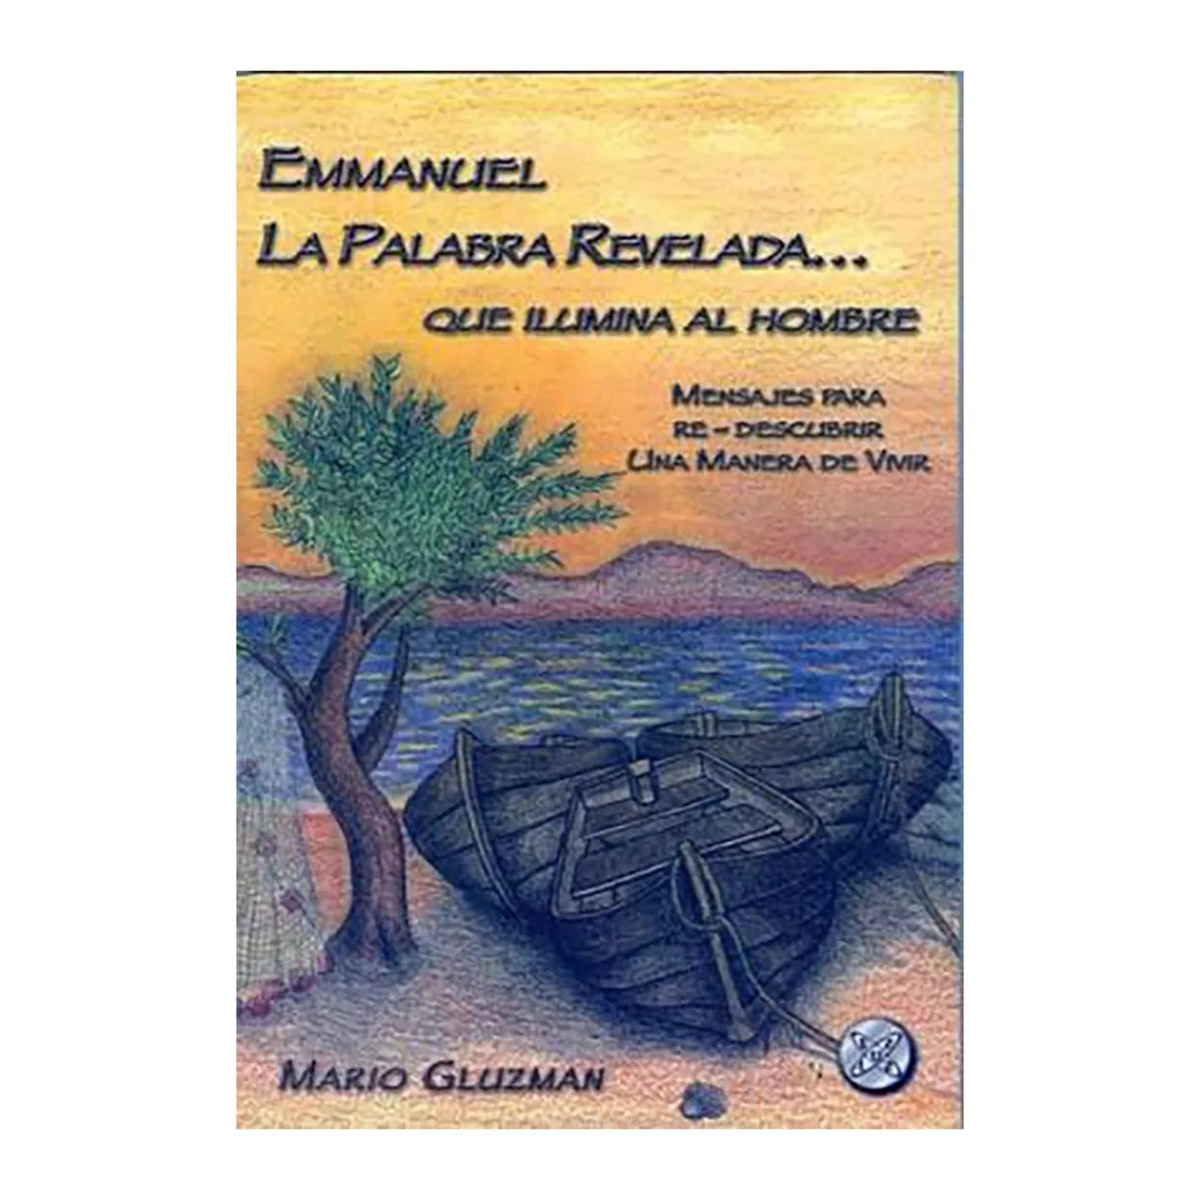 EMMANUEL
LA PALABRA REVELADA...
QUE ILUMINA AL HOMBRE
MENSAJES PARA
RE – DESCUBRIR
UNA MANERA DE VIVIR
MARIO GLUZMAN